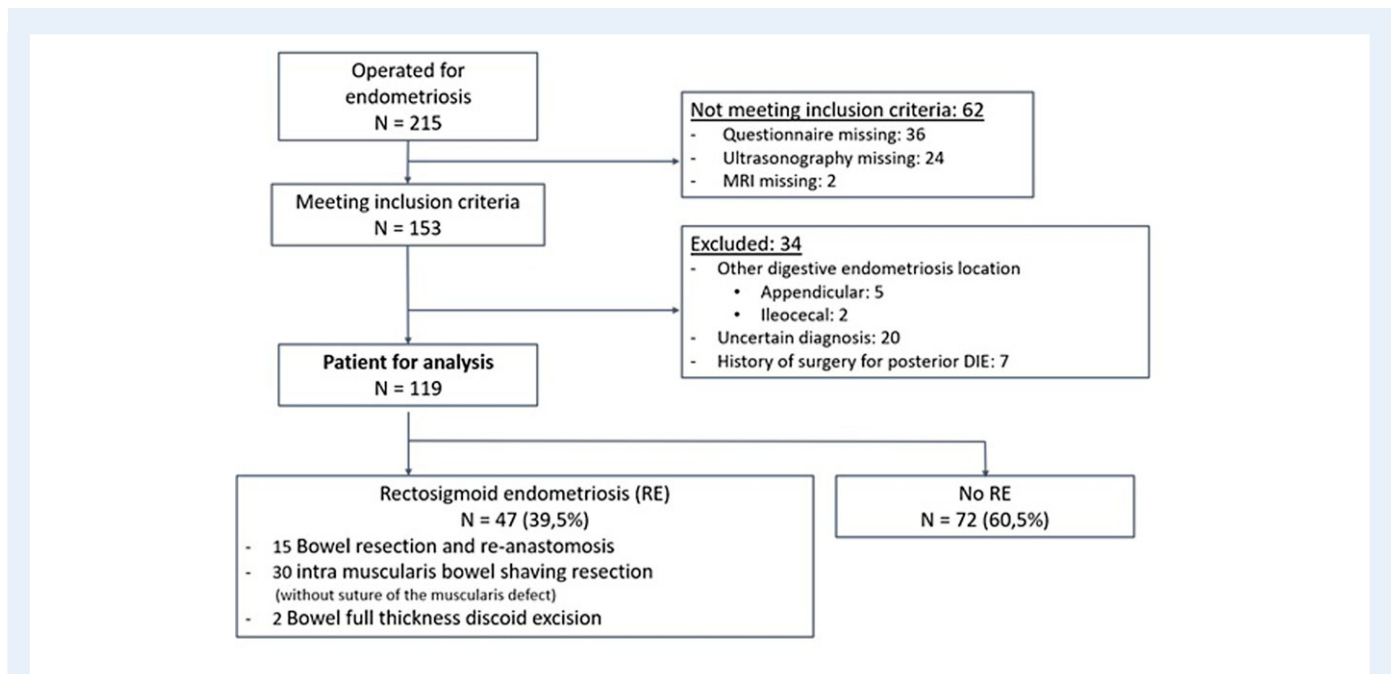 Operated for
endometriosis
N = 215
Not meeting inclusion criteria: 62
- Questionnaire missing: 36
- Ultrasonography missing: 24
- MRI missing: 2
Meeting inclusion criteria
N = 153
Excluded: 34
- Other digestive endometriosis location
• Appendicular: 5
• Ileocecal: 2
- Uncertain diagnosis: 20
- History of surgery for posterior DIE: 7
Patient for analysis
N = 119
Rectosigmoid endometriosis (RE)
N = 47 (39,5%)
- 15 Bowel resection and re-anastomosis
- 30 intra muscularis bowel shaving resection
(without suture of the muscularis defect)
- 2 Bowel full thickness discoid excision
No RE
N = 72 (60,5%)